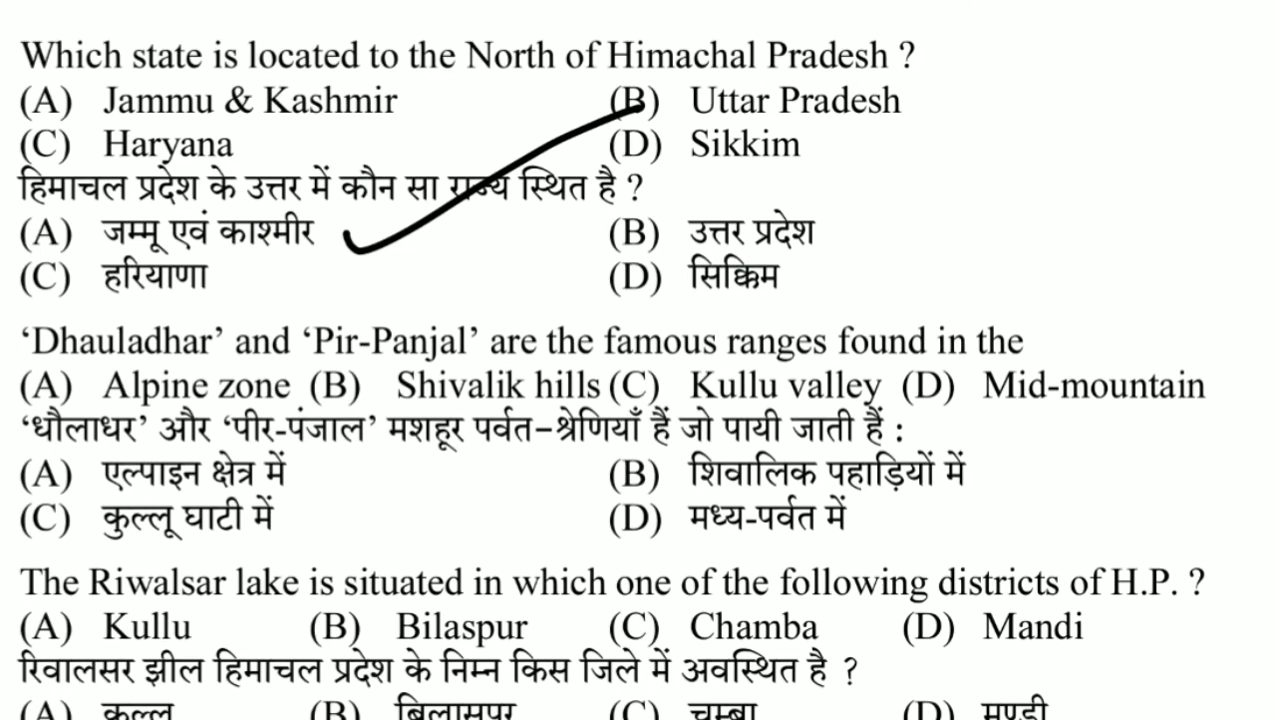 Which state is located to the North of Himachal Pradesh ?
(A) Jammu & Kashmir (B) Uttar Pradesh
(C) Haryana (D) Sikkim
हिमाचल प्रदेश के उत्तर में कौन सा राज्य स्थित है ?
(A) जम्मू एवं काश्मीर (B) उत्तर प्रदेश
(C) हरियाणा (D) सिक्किम
‘Dhauladhar’ and ‘Pir-Panjal’ are the famous ranges found in the
(A) Alpine zone (B) Shivalik hills (C) Kullu valley (D) Mid-mountain
‘धौलाधर’ और ‘पीर-पंजाल’ मशहूर पर्वत–श्रेणियाँ हैं जो पायी जाती हैं :
(A) एल्पाइन क्षेत्र में (B) शिवालिक पहाड़ियों में
(C) कुल्लू घाटी में (D) मध्य-पर्वत में
The Riwalsar lake is situated in which one of the following districts of H.P. ?
(A) Kullu (B) Bilaspur (C) Chamba (D) Mandi
रिवालसर झील हिमाचल प्रदेश के निम्न किस जिले में अवस्थित है ?
(A) कुल्लू (B) बिलासपुर (C) चम्बा (D) मण्डी